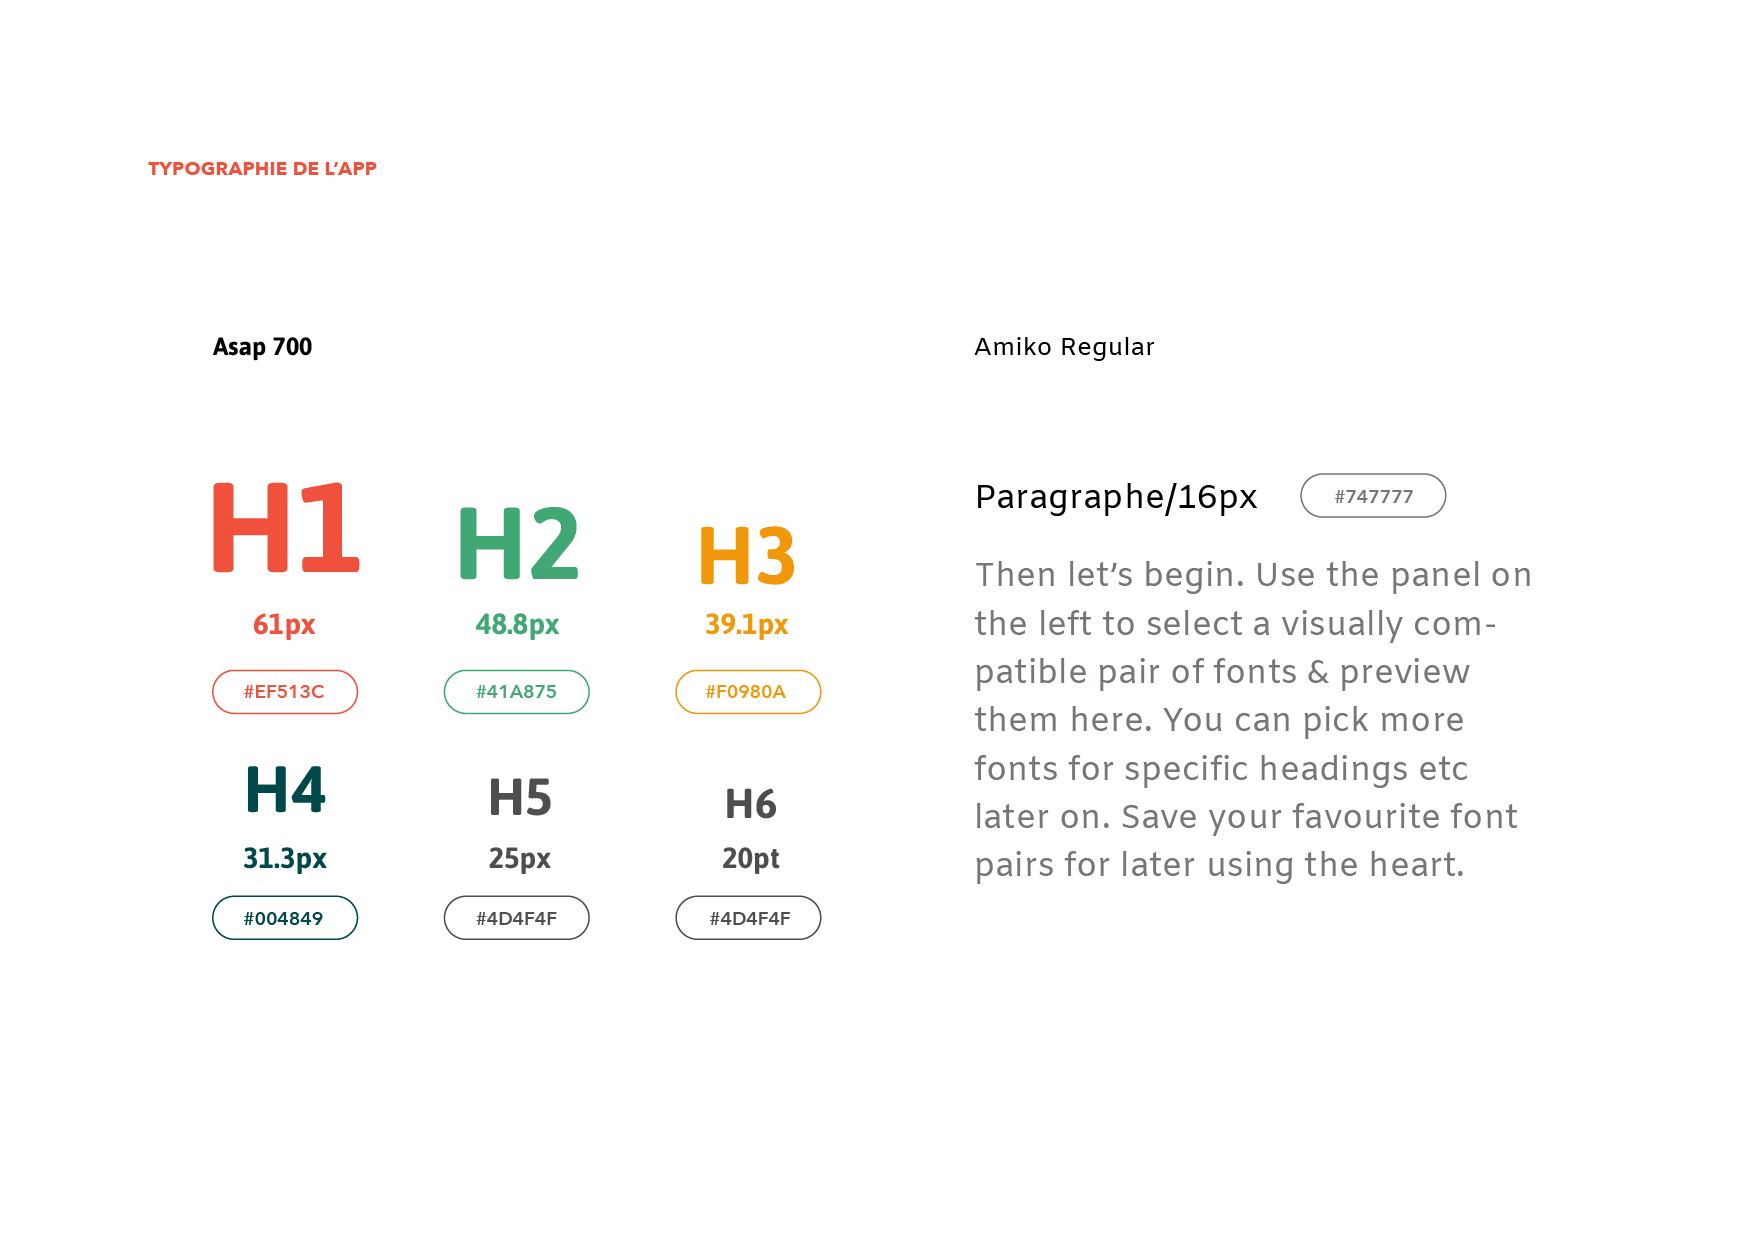 TYPOGRAPHIE DE L’APP
Asap 700
H1
H2
H3
61px
48.8px
39.1px
#EF513C
#41A875
#F0980A
H4
H5
H6
31.3px
25px
20pt
#004849
#4D4F4F
#4D4F4F
Amiko Regular
Paragraphe/16px
#747777
Then let’s begin. Use the panel on
the left to select a visually com-
patible pair of fonts & preview
them here. You can pick more
fonts for specific headings etc
later on. Save your favourite font
pairs for later using the heart.